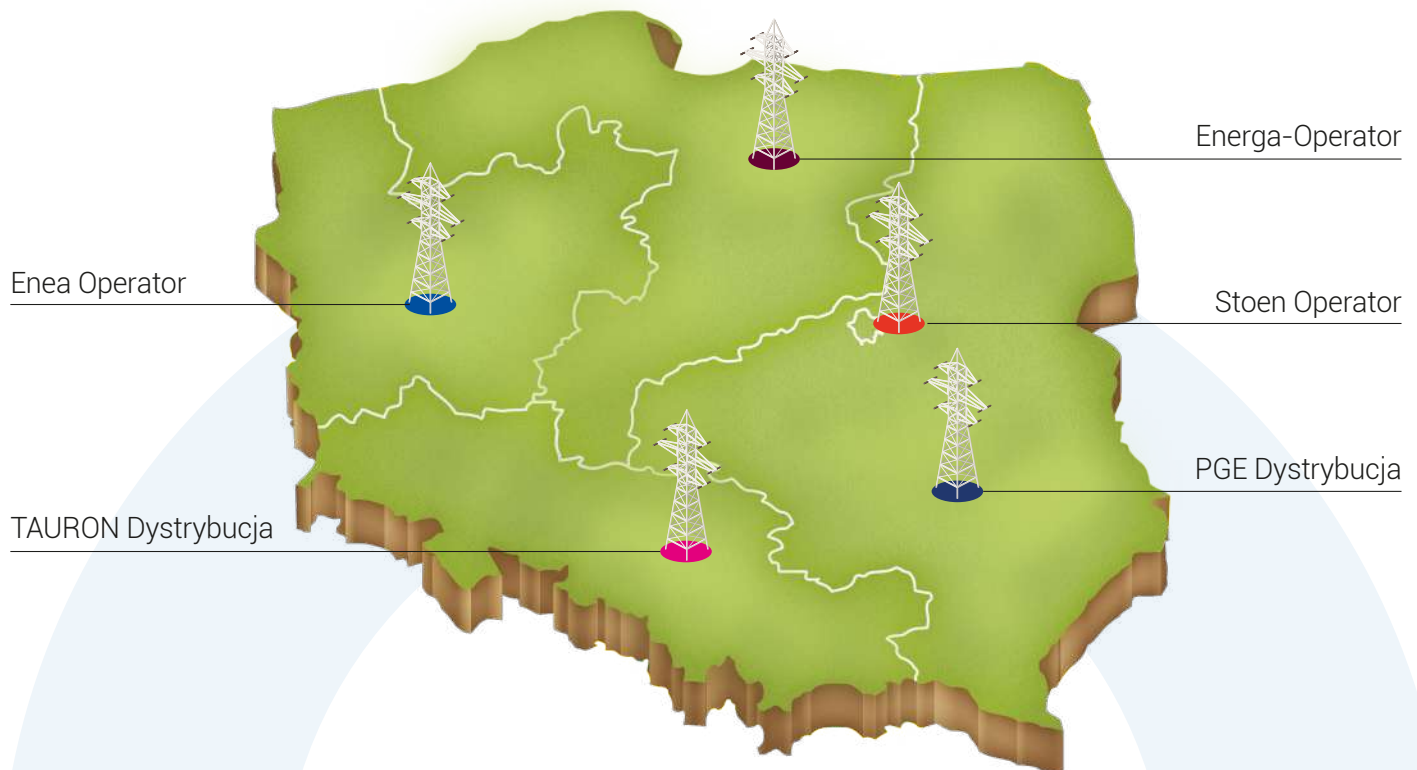 Energa-Operator
Enea Operator
Stoen Operator
PGE Dystrybucja
TAURON Dystrybucja